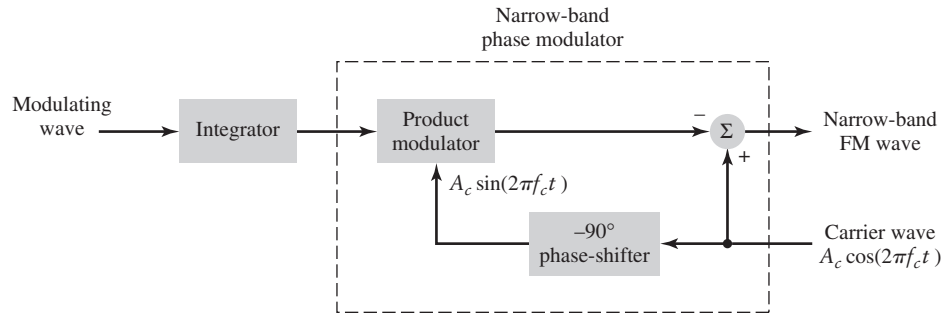 Narrow-band
phase modulator
Modulating
wave
Integrator
Product
modulator
−
Σ
+
Narrow-band
FM wave
A_c sin(2πf_c t)
−90°
phase-shifter
Carrier wave
A_c cos(2πf_c t)